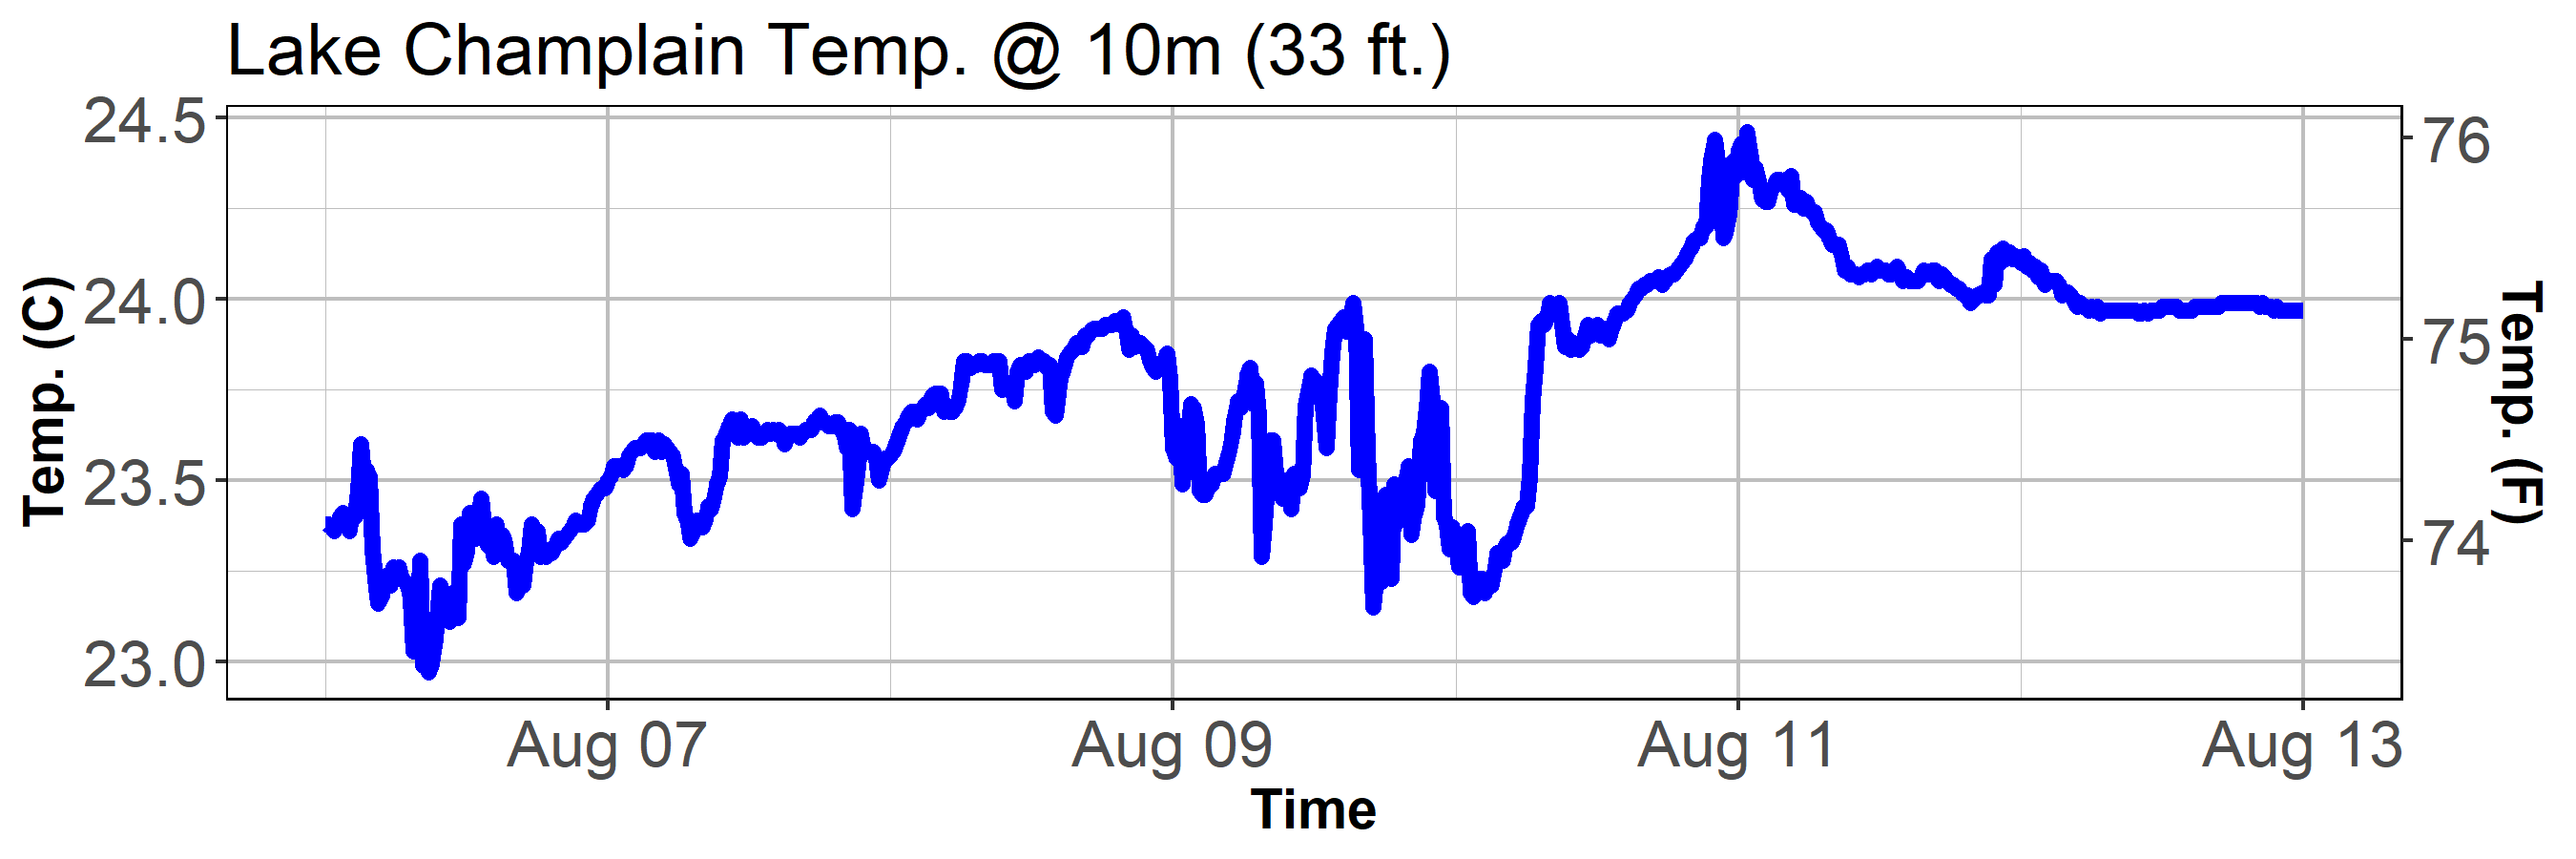 Lake Champlain Temp. @ 10m (33 ft.)
24.5
24.0
23.5
23.0
Temp. (C)
76
75
74
Temp. (F)
Aug 07 Aug 09 Aug 11 Aug 13
Time